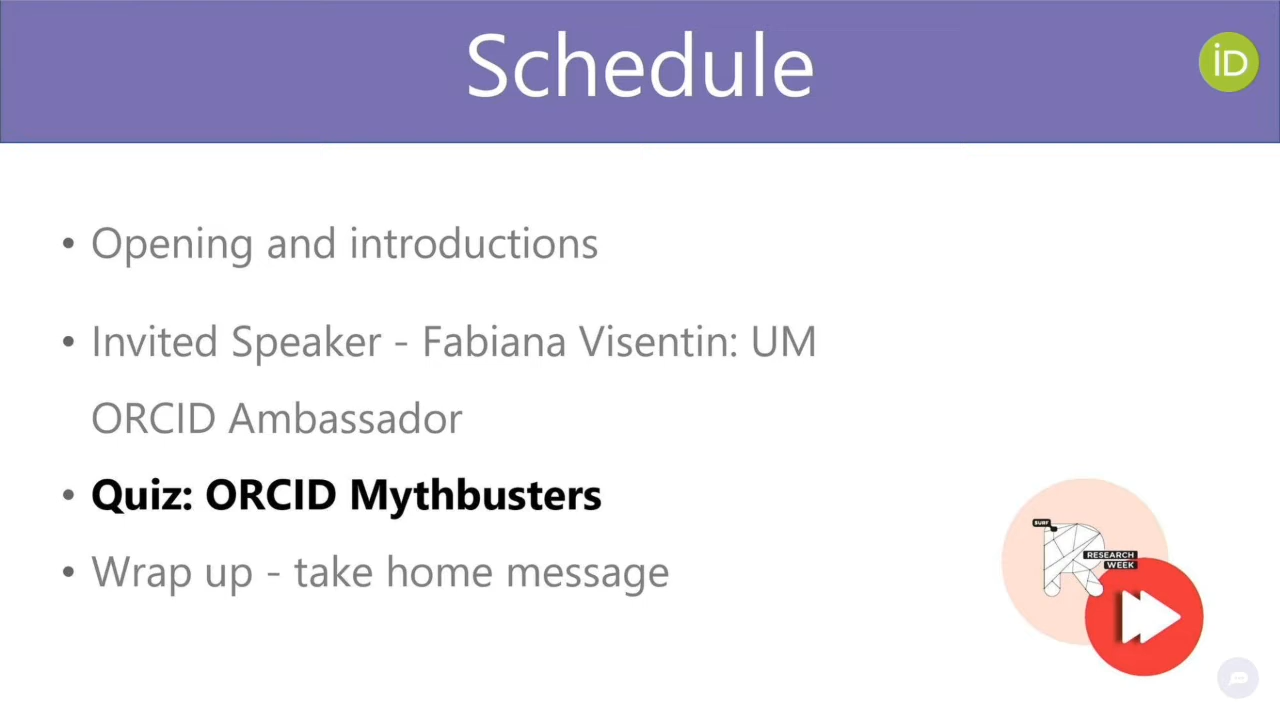 Schedule
iD
• Opening and introductions
• Invited Speaker - Fabiana Visentin: UM
ORCID Ambassador
• Quiz: ORCID Mythbusters
• Wrap up - take home message
SURF
RESEARCH
WEEK